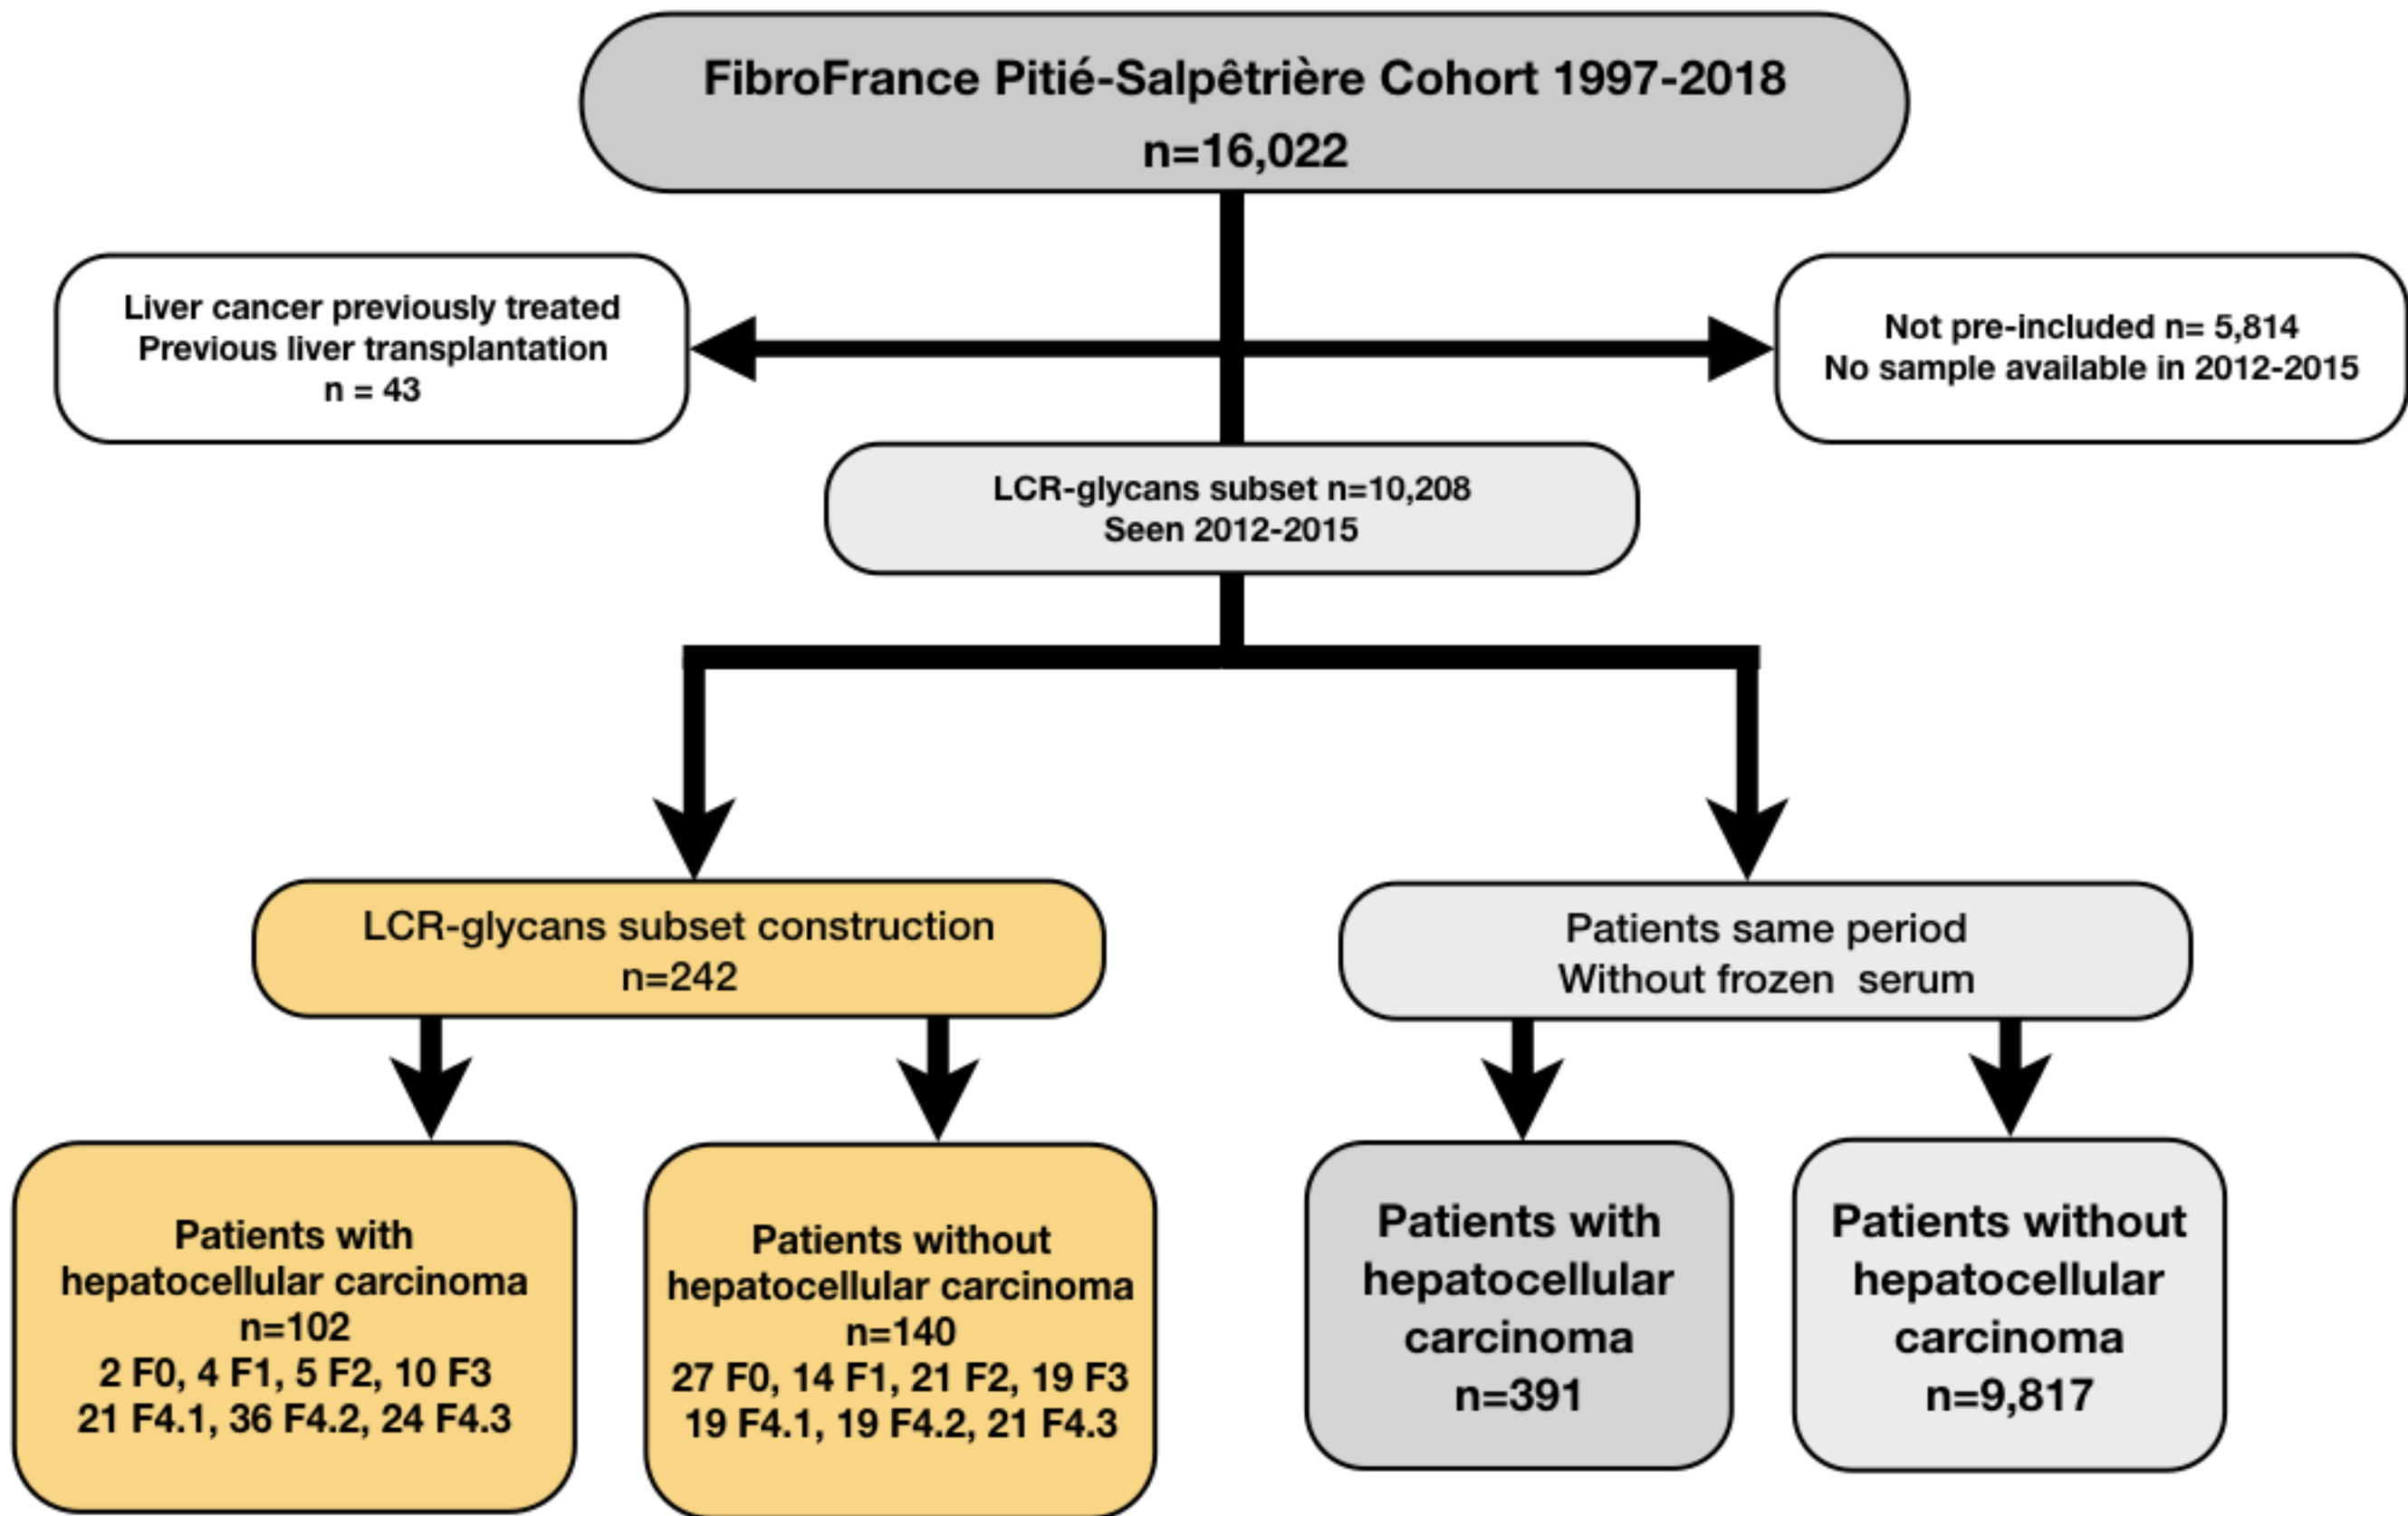 FibroFrance Pitié-Salpêtrière Cohort 1997-2018
n=16,022
Liver cancer previously treated
Previous liver transplantation
n = 43
Not pre-included n= 5,814
No sample available in 2012-2015
LCR-glycans subset n=10,208
Seen 2012-2015
LCR-glycans subset construction
n=242
Patients same period
Without frozen serum
Patients with
hepatocellular carcinoma
n=102
2 F0, 4 F1, 5 F2, 10 F3
21 F4.1, 36 F4.2, 24 F4.3
Patients without
hepatocellular carcinoma
n=140
27 F0, 14 F1, 21 F2, 19 F3
19 F4.1, 19 F4.2, 21 F4.3
Patients with
hepatocellular
carcinoma
n=391
Patients without
hepatocellular
carcinoma
n=9,817